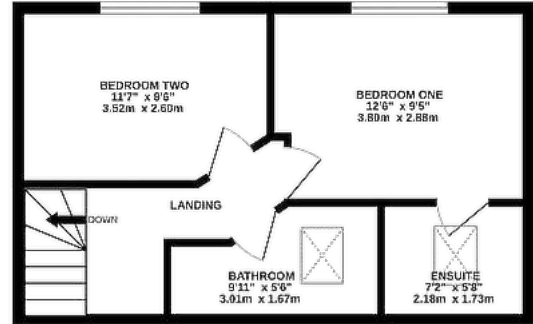 BEDROOM TWO
11'7" x 8'6"
3.52m x 2.60m
BEDROOM ONE
12'6" x 9'5"
3.80m x 2.88m
LANDING
DOWN
BATHROOM
9'11" x 5'6"
3.01m x 1.67m
ENSUITE
7'2" x 5'8"
2.18m x 1.73m